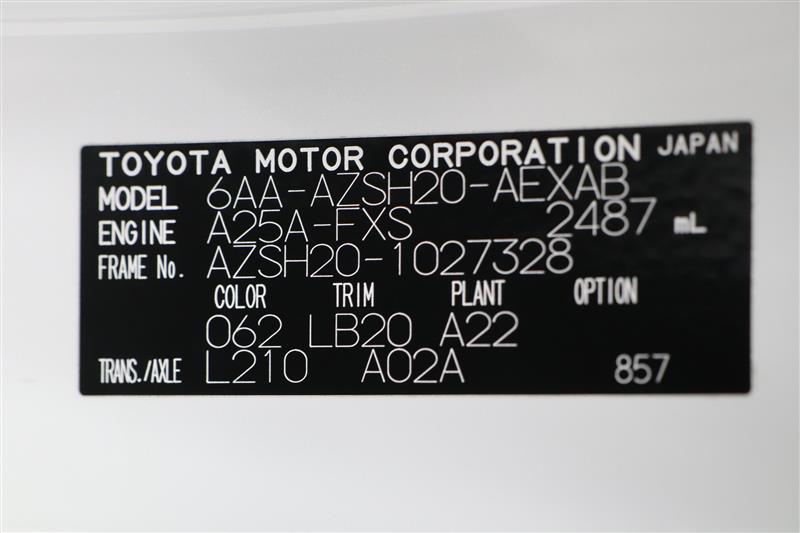 TOYOTA MOTOR CORPORATION JAPAN
MODEL 6AA-AZSH20-AEXAB
ENGINE A25A-FXS 2487 mL
FRAME No. AZSH20-1027328
COLOR TRIM PLANT OPTION
062 LB20 A22
TRANS./AXLE L210 A02A 857